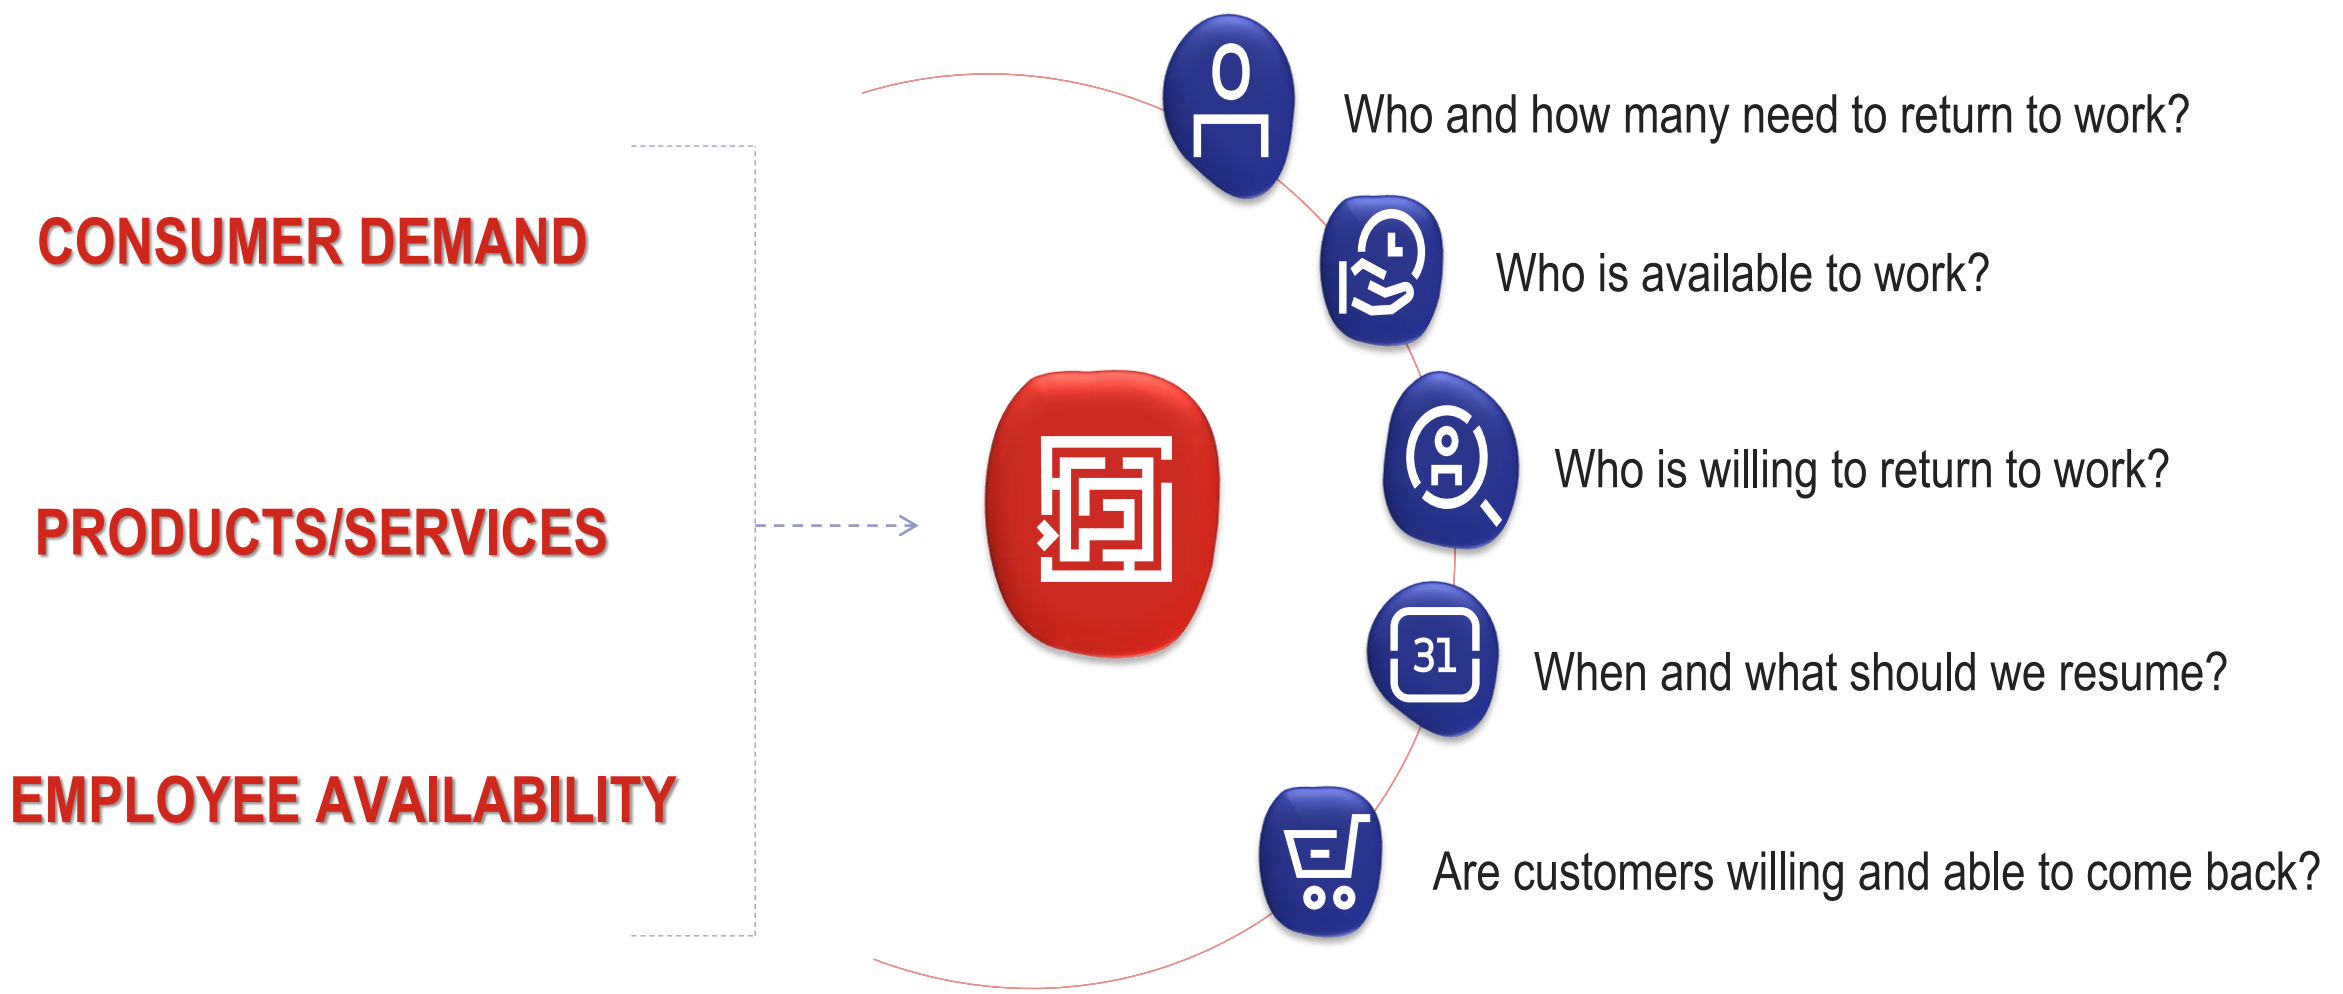 CONSUMER DEMAND
PRODUCTS/SERVICES
EMPLOYEE AVAILABILITY
Who and how many need to return to work?
Who is available to work?
Who is willing to return to work?
31
When and what should we resume?
Are customers willing and able to come back?